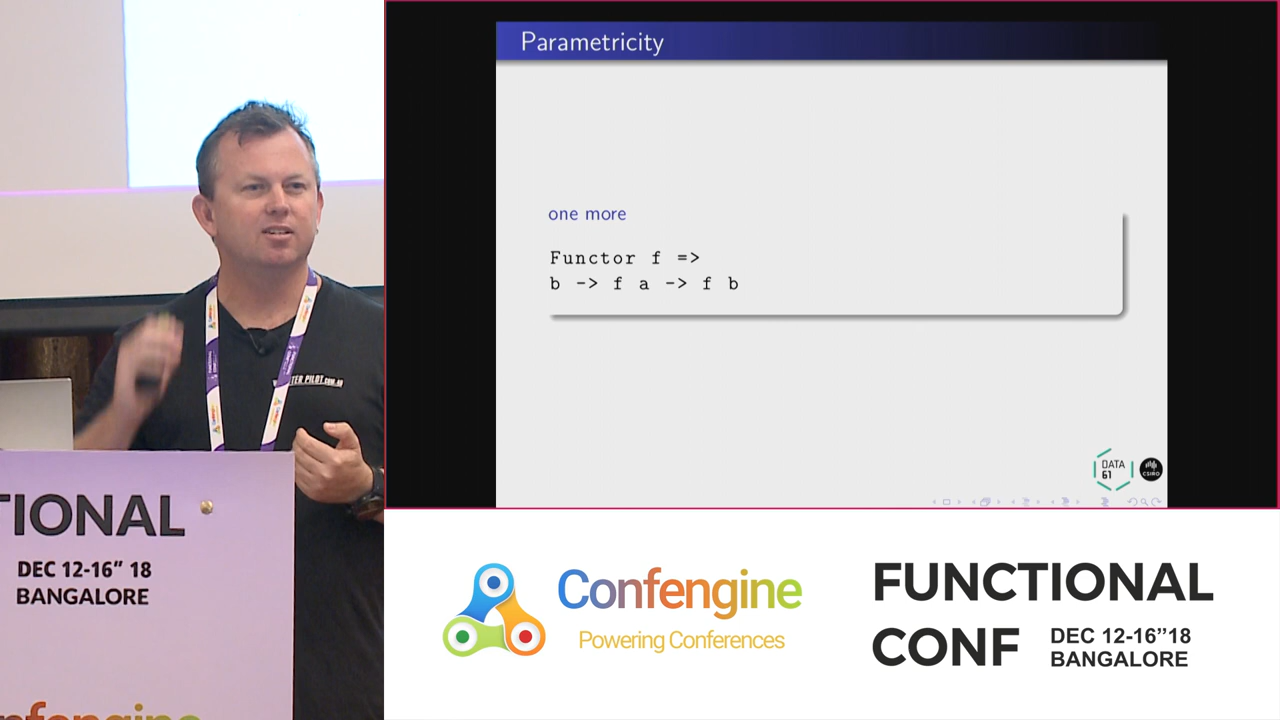 Parametricity
one more
Functor f =>
b -> f a -> f b
DATA
61
CSIRO
TIONAL
DEC 12-16" 18
BANGALORE
Confengine
Powering Conferences
FUNCTIONAL
CONF
DEC 12-16"18
BANGALORE